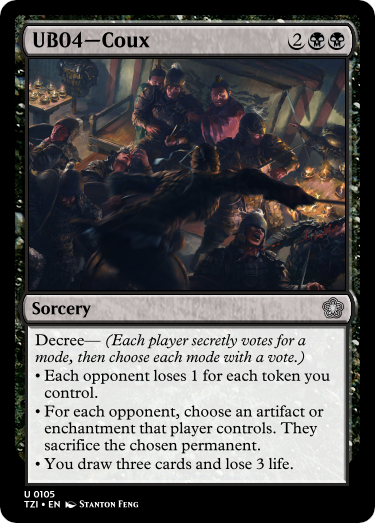 UB04—Coux 2
Sorcery
Decree— (Each player secretly votes for a
mode, then choose each mode with a vote.)
• Each opponent loses 1 for each token you
control.
• For each opponent, choose an artifact or
enchantment that player controls. They
sacrifice the chosen permanent.
• You draw three cards and lose 3 life.
U 0105
TZI • EN Stanton Feng